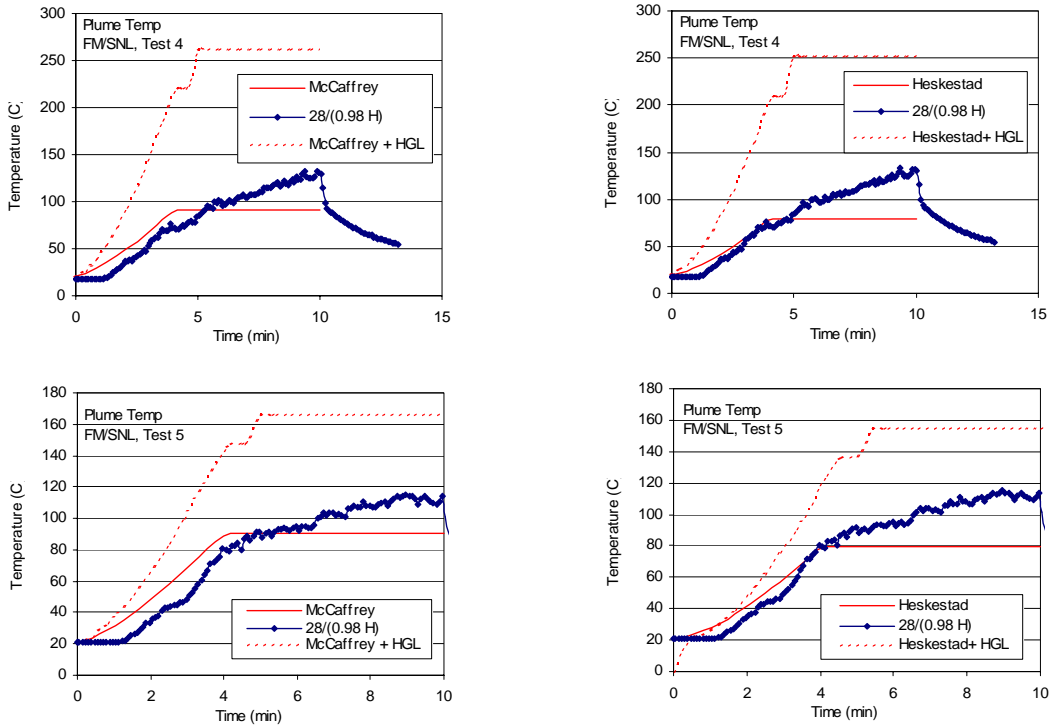 Plume Temp
FM/SNL, Test 4
Temperature (C)
300
250
200
150
100
50
0
McCaffrey
28/(0.98 H)
McCaffrey + HGL
0 5 10 15
Time (min)
Plume Temp
FM/SNL, Test 4
Temperature (C)
300
250
200
150
100
50
0
Heskestad
28/(0.98 H)
Heskestad+ HGL
0 5 10 15
Time (min)
Plume Temp
FM/SNL, Test 5
Temperature (C
180
160
140
120
100
80
60
40
20
0
McCaffrey
28/(0.98 H)
McCaffrey + HGL
0 2 4 6 8 10
Time (min)
Plume Temp
FM/SNL, Test 5
Temperature (C
180
160
140
120
100
80
60
40
20
0
Heskestad
28/(0.98 H)
Heskestad+ HGL
0 2 4 6 8 10
Time (min)